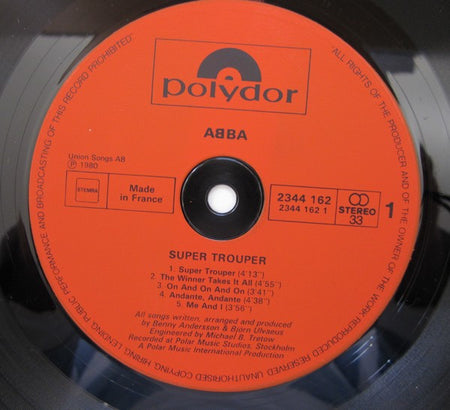 polydor
ABBA
Union Songs AB
℗ 1980
STEMRA
Made
in France
2344 162
2344 162 1
STEREO
33
1
SUPER TROUPER
1. Super Trouper (4'13")
2. The Winner Takes It All (4'55")
3. On And On And On (3'41")
4. Andante, Andante (4'38")
5. Me And I (3'56")
All songs written, arranged and produced
by Benny Andersson & Björn Ulvaeus
Engineered by Michael B. Tretow
Recorded at Polar Music Studios, Stockholm
A Polar Music International Production
"ALL RIGHTS OF THE PRODUCER AND OF THE OWNER OF THE WORK REPRODUCED RESERVED UNAUTHORISED COPYING HIRING LENDING PUBLIC PERFORMANCE AND BROADCASTING OF THIS RECORD PROHIBITED"